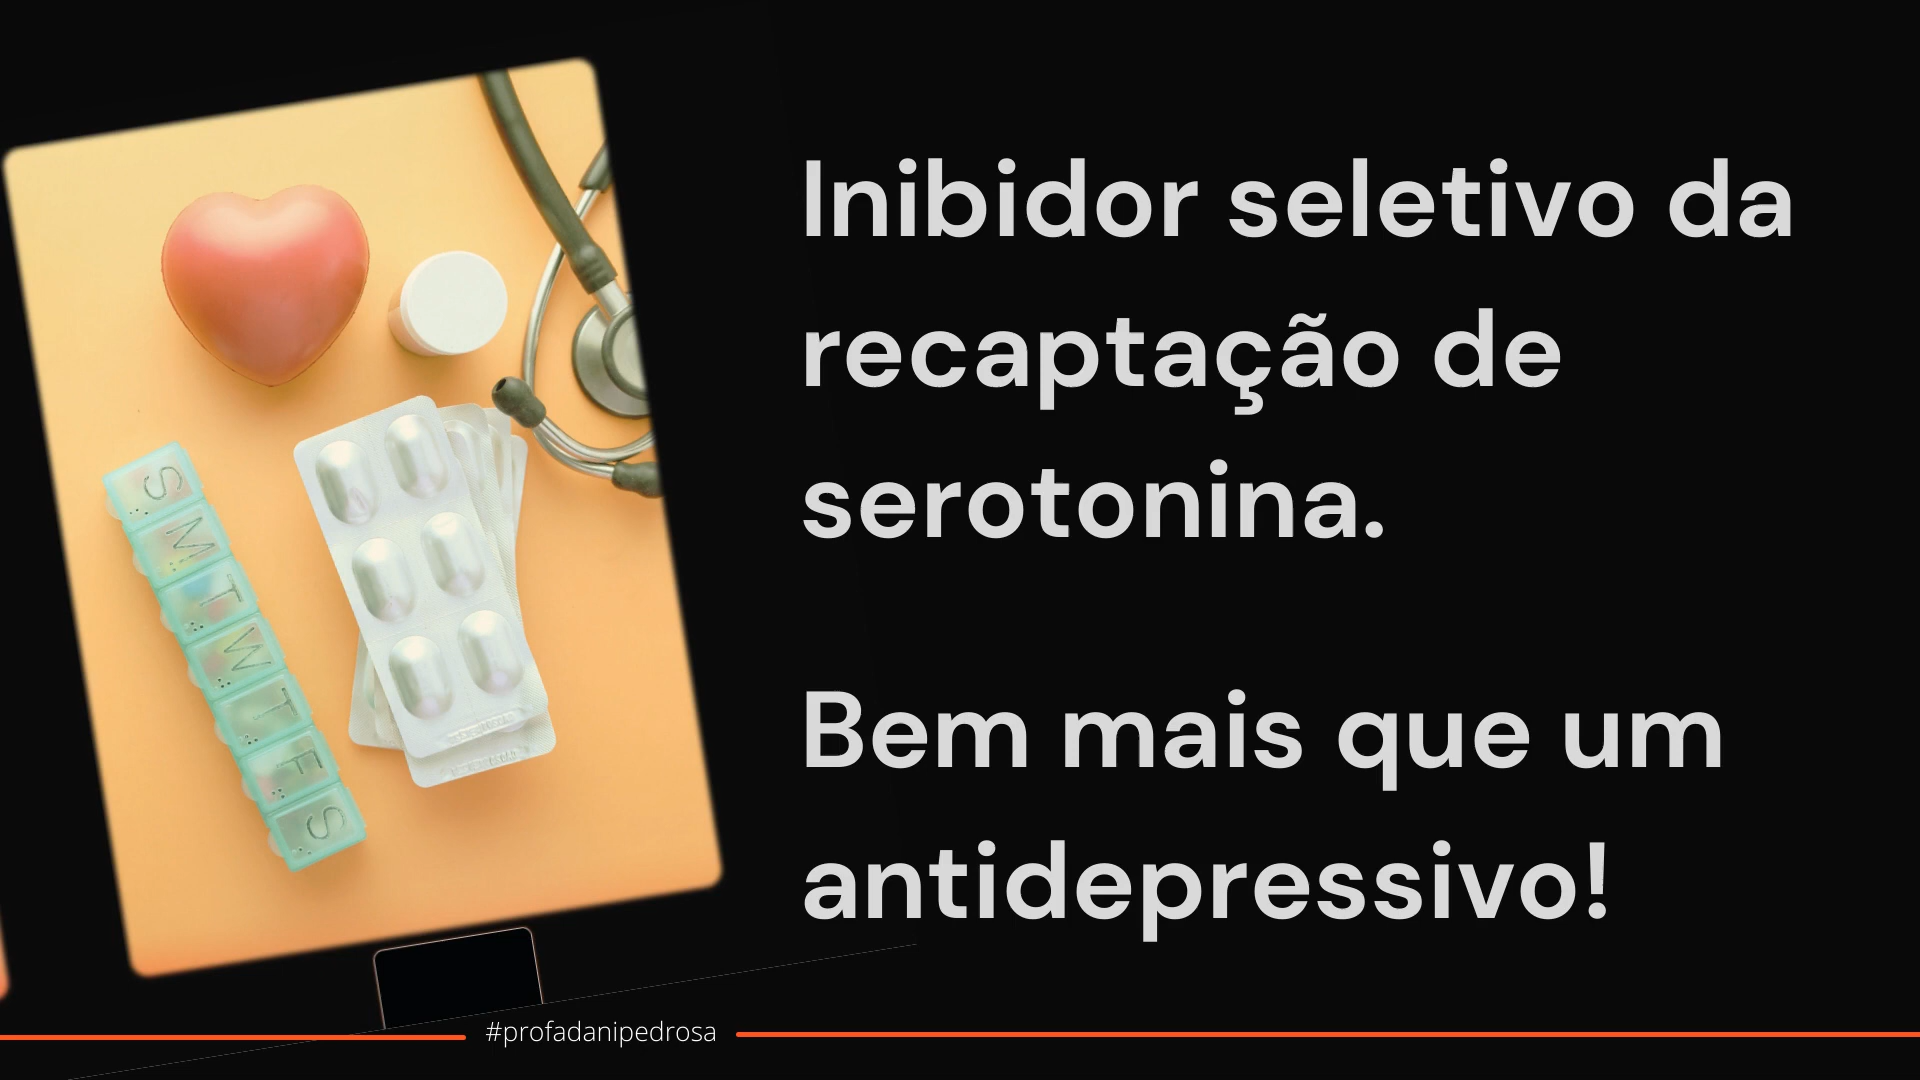 Inibidor seletivo da
recaptação de
serotonina.
Bem mais que um
antidepressivo!
S
M
T
W
T
F
S
#profadanipedrosa